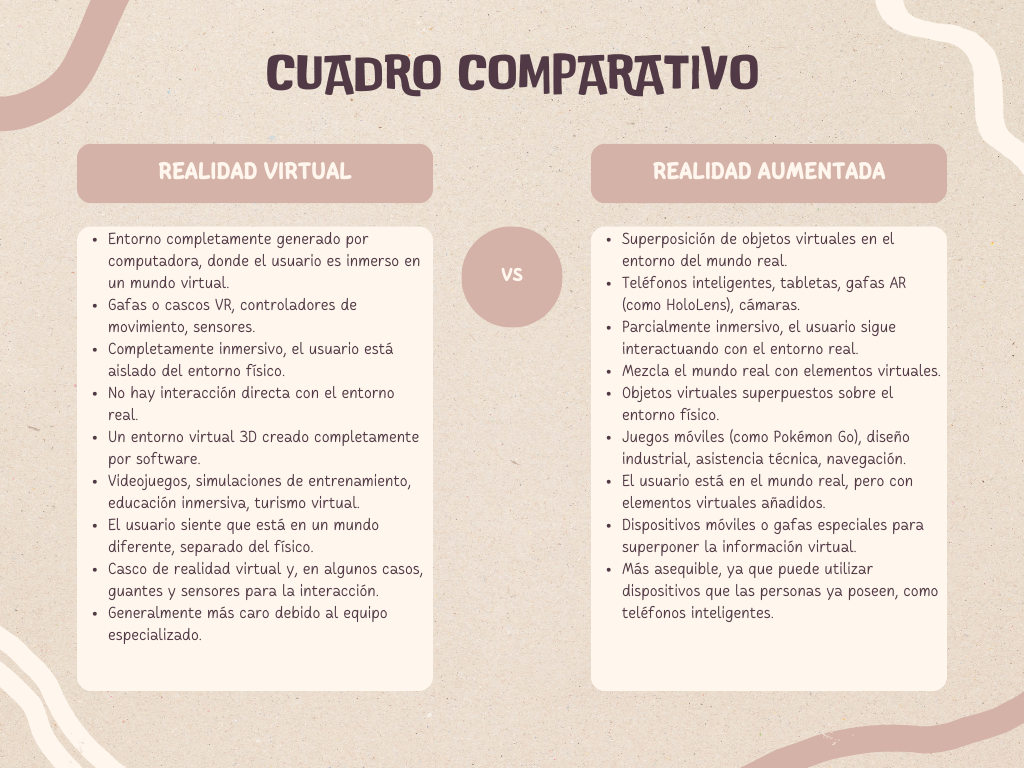 CUADRO COMPARATIVO
REALIDAD VIRTUAL
• Entorno completamente generado por
computadora, donde el usuario es inmerso en
un mundo virtual.
• Gafas o cascos VR, controladores de
movimiento, sensores.
• Completamente inmersivo, el usuario está
aislado del entorno físico.
• No hay interacción directa con el entorno
real.
• Un entorno virtual 3D creado completamente
por software.
• Videojuegos, simulaciones de entrenamiento,
educación inmersiva, turismo virtual.
• El usuario siente que está en un mundo
diferente, separado del físico.
• Casco de realidad virtual y, en algunos casos,
guantes y sensores para la interacción.
• Generalmente más caro debido al equipo
especializado.
VS
REALIDAD AUMENTADA
• Superposición de objetos virtuales en el
entorno del mundo real.
• Teléfonos inteligentes, tabletas, gafas AR
(como HoloLens), cámaras.
• Parcialmente inmersivo, el usuario sigue
interactuando con el entorno real.
• Mezcla el mundo real con elementos virtuales.
• Objetos virtuales superpuestos sobre el
entorno físico.
• Juegos móviles (como Pokémon Go), diseño
industrial, asistencia técnica, navegación.
• El usuario está en el mundo real, pero con
elementos virtuales añadidos.
• Dispositivos móviles o gafas especiales para
superponer la información virtual.
• Más asequible, ya que puede utilizar
dispositivos que las personas ya poseen, como
teléfonos inteligentes.